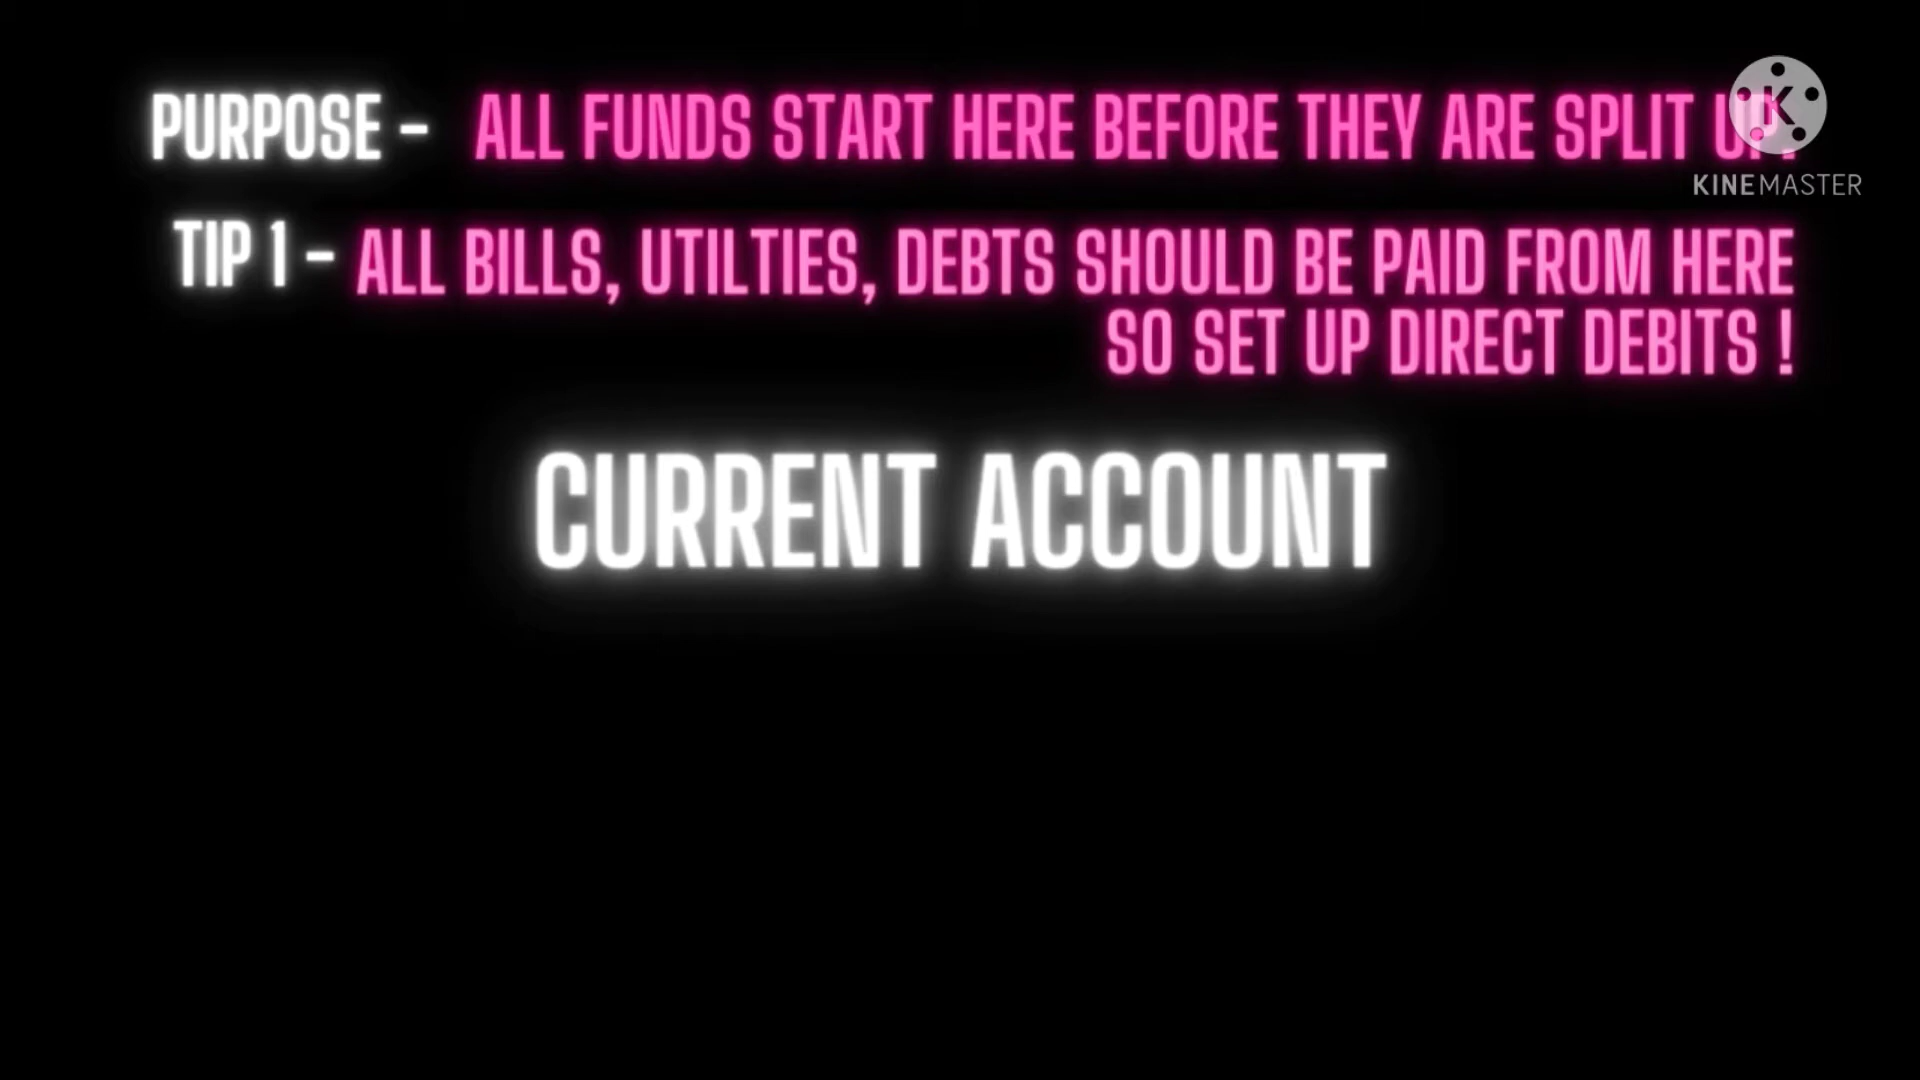 PURPOSE - ALL FUNDS START HERE BEFORE THEY ARE SPLIT UP.
KINEMASTER
TIP 1 - ALL BILLS, UTILTIES, DEBTS SHOULD BE PAID FROM HERE
SO SET UP DIRECT DEBITS !
CURRENT ACCOUNT